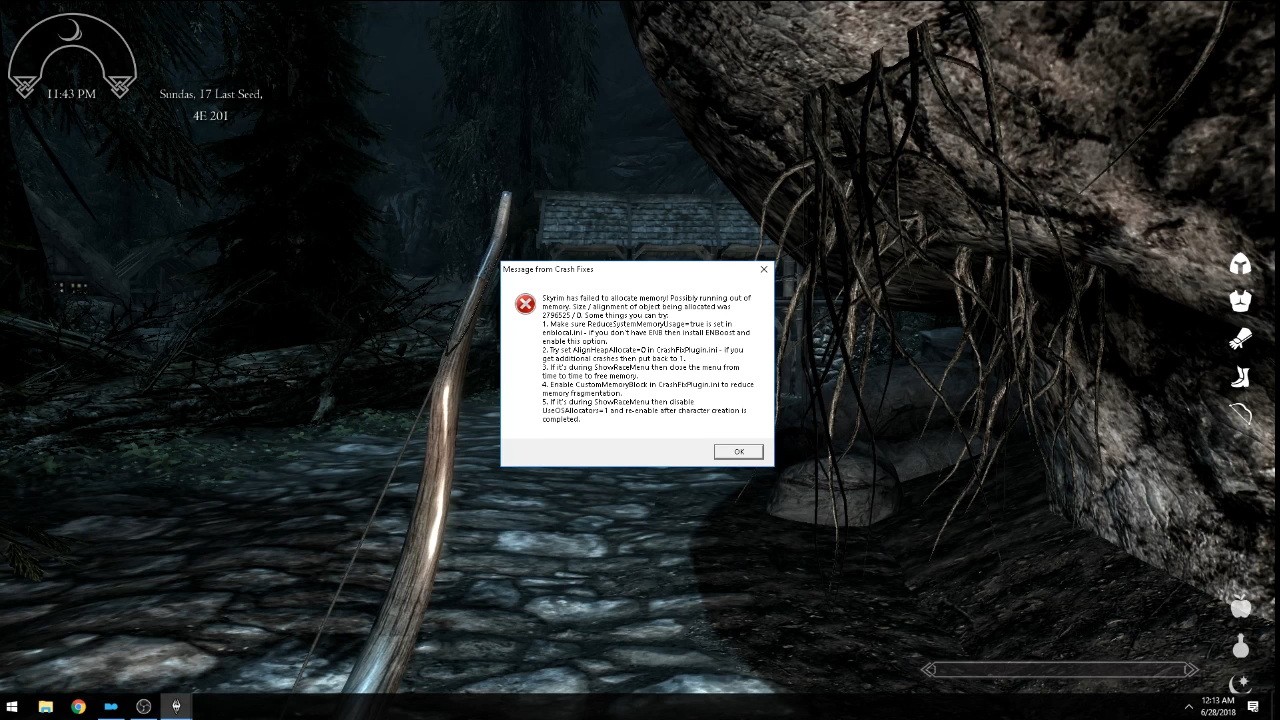 11:43 PM
Sundas, 17 Last Seed,
4E 201
Message from Crash Fixes
Skyrim has failed to allocate memory! Possibly running out of
memory. Size / alignment of object being allocated was
2796525 / 0. Some things you can try:
1. Make sure ReduceSystemMemoryUsage=true is set in
enblocal.ini - if you don't have ENB then install ENBoost and
enable this option.
2. Try set AlignHeapAllocate=0 in CrashFixPlugin.ini - if you
get additional crashes then put back to 1.
3. If it's during ShowRaceMenu then close the menu from
time to time to free memory.
4. Enable CustomMemoryBlock in CrashFixPlugin.ini to reduce
memory fragmentation.
5. If it's during ShowRaceMenu then disable
UseOSAllocators=1 and re-enable after character creation is
completed.
OK
12:13 AM
6/28/2018